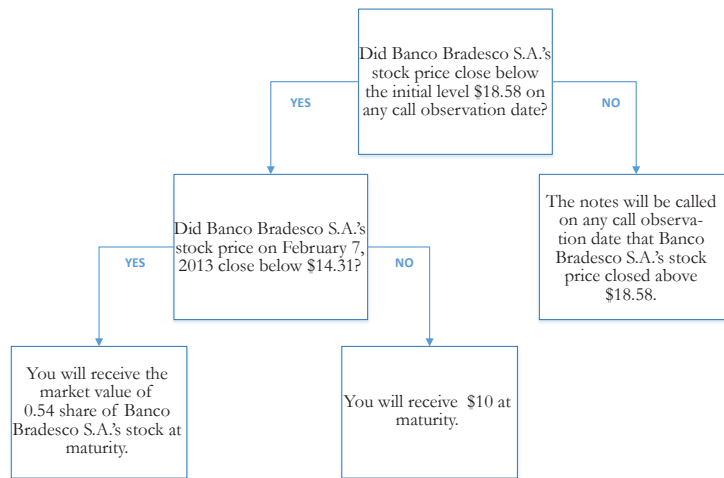 Did Banco Bradesco S.A.'s
stock price close below
the initial level $18.58 on
any call observation date?
YES
NO
Did Banco Bradesco S.A.'s
stock price on February 7,
2013 close below $14.31?
The notes will be called
on any call observa-
tion date that Banco
Bradesco S.A.'s stock
price closed above
$18.58.
YES
NO
You will receive the
market value of
0.54 share of Banco
Bradesco S.A.'s stock at
maturity.
You will receive $10 at
maturity.